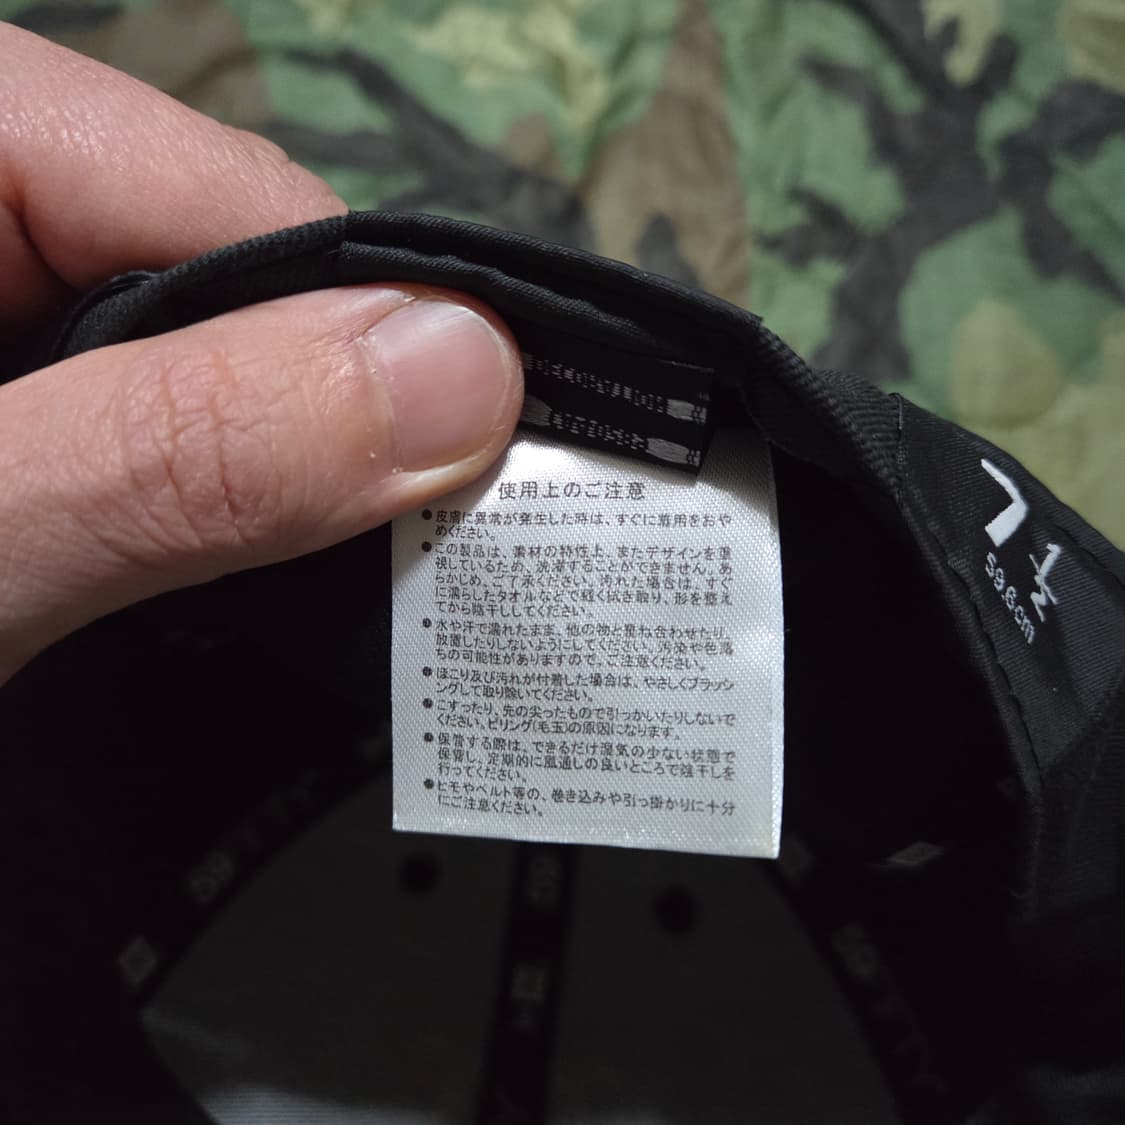 使用上のご注意
●皮膚に異常が発生した時は、すぐに着用をおや
めください。
●この製品は、素材の特性上、またデザインを重
視しているため、洗濯することができません。あ
らかじめ、ご了承ください。汚れた場合は、すぐ
に濡らしたタオルなどで軽く拭き取り、形を整え
てから陰干ししてください。
●水や汗で濡れたまま、他の物と重ね合わせたり、
放置したりしないようにしてください。汚染や色落
ちの可能性がありますので、ご注意ください。
●ほこり及び汚れが付着した場合は、やさしくブラッシ
ングして取り除いてください。
●こすったり、先の尖ったもので引っかいたりしないで
ください。ピリング(毛玉)の原因になります。
●保管する際は、できるだけ湿気の少ない状態で
保管し、定期的に風通しの良いところで陰干しを
行ってください。
●ヒモやベルト等の、巻き込みや引っ掛かりに十分
にご注意ください。
7 1/2
59.6cm